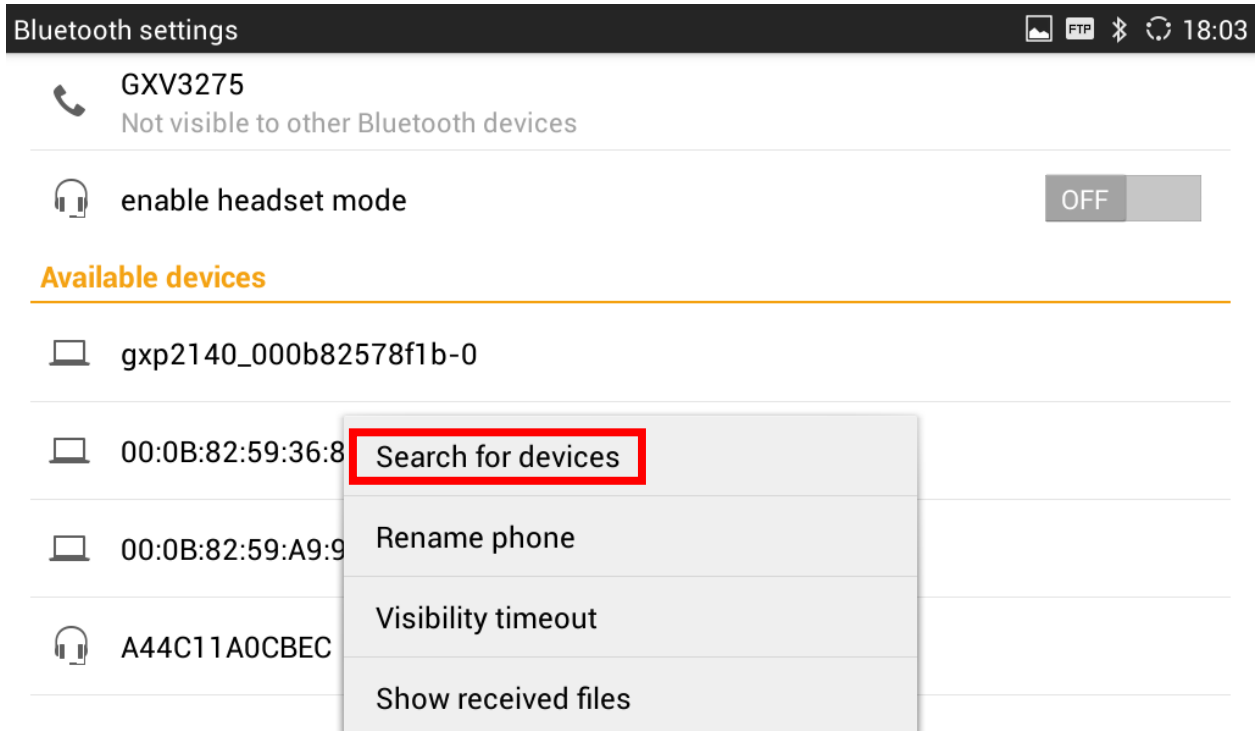 Bluetooth settings
FTP
18:03
GXV3275
Not visible to other Bluetooth devices
enable headset mode
OFF
Available devices
gxp2140_000b82578f1b-0
00:0B:82:59:36:8
Search for devices
Rename phone
00:0B:82:59:A9:9
Visibility timeout
A44C11A0CBEC
Show received files